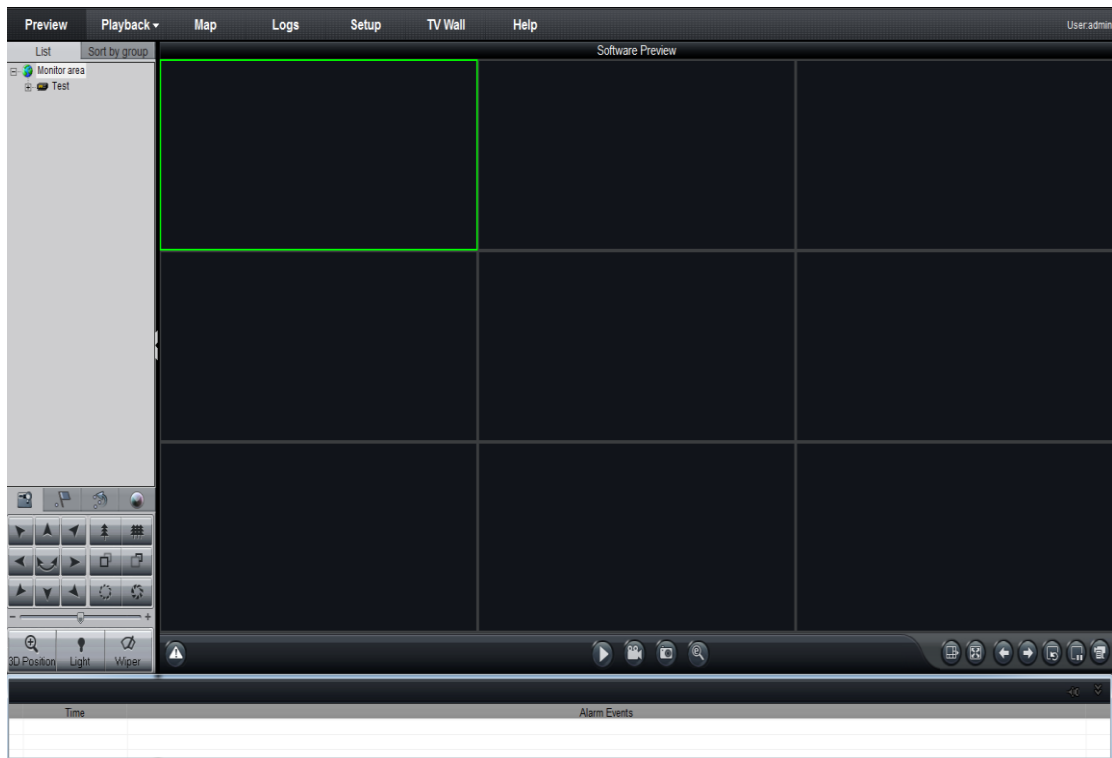 Preview Playback Map Logs Setup TV Wall Help User:admin
List Sort by group Software Preview
Monitor area
Test
- +
3D Position Light Wiper
Time Alarm Events